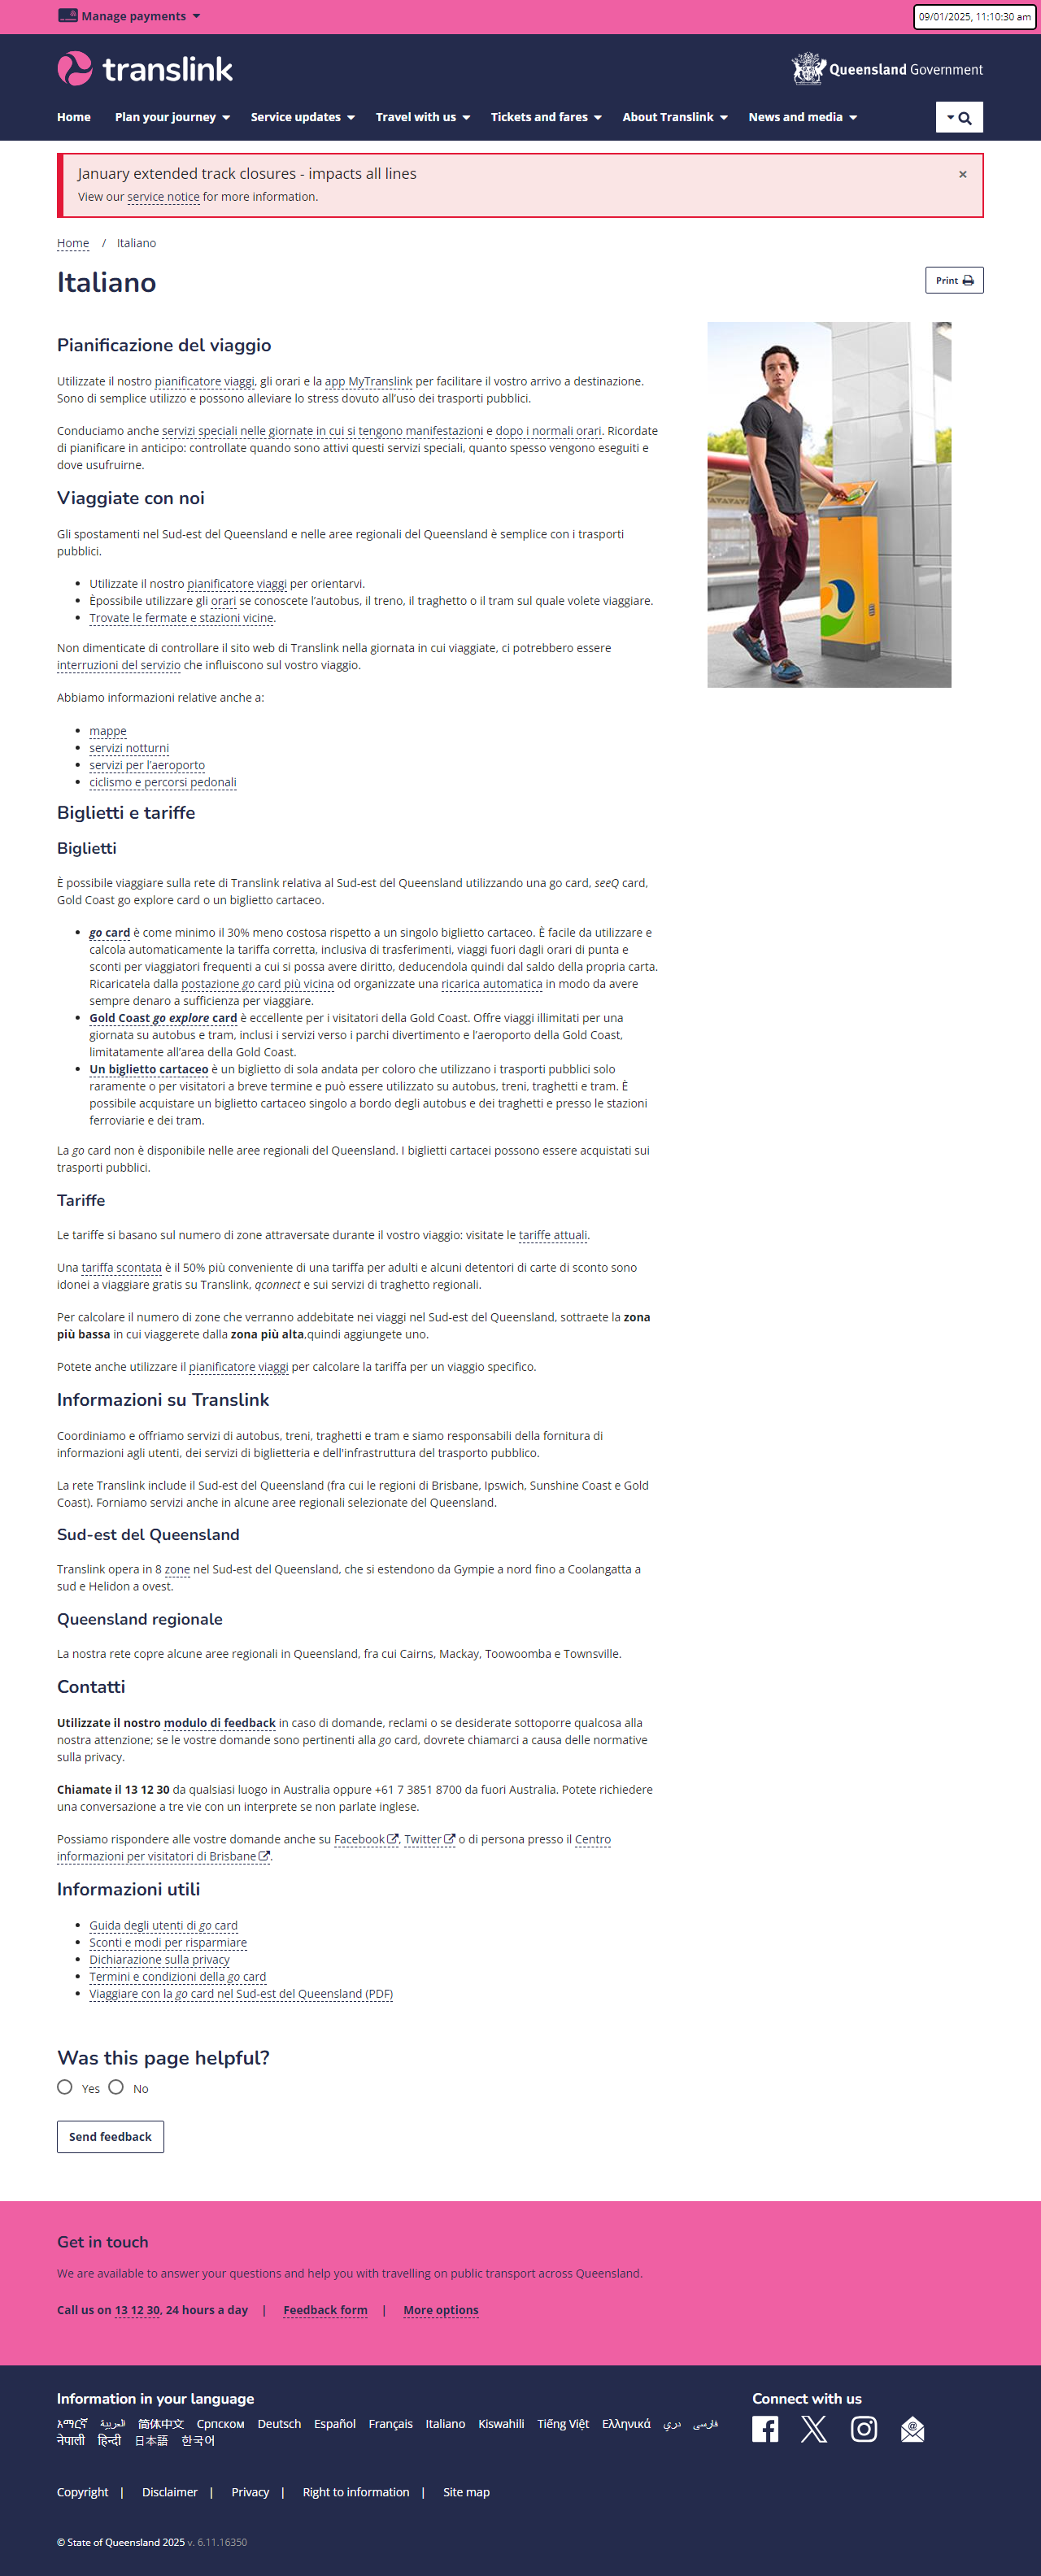 Manage payments
09/01/2025, 11:10:30 am
translink
Queensland Government
Home Plan your journey Service updates Travel with us Tickets and fares About Translink News and media
January extended track closures - impacts all lines
×
View our service notice for more information.
Home / Italiano
Italiano
Print
Pianificazione del viaggio
Utilizzate il nostro pianificatore viaggi, gli orari e la app MyTranslink per facilitare il vostro arrivo a destinazione.
Sono di semplice utilizzo e possono alleviare lo stress dovuto all’uso dei trasporti pubblici.
Conduciamo anche servizi speciali nelle giornate in cui si tengono manifestazioni e dopo i normali orari. Ricordate
di pianificare in anticipo: controllate quando sono attivi questi servizi speciali, quanto spesso vengono eseguiti e
dove usufruirne.
Viaggiate con noi
Gli spostamenti nel Sud-est del Queensland e nelle aree regionali del Queensland è semplice con i trasporti
pubblici.
• Utilizzate il nostro pianificatore viaggi per orientarvi.
• Èpossibile utilizzare gli orari se conoscete l’autobus, il treno, il traghetto o il tram sul quale volete viaggiare.
• Trovate le fermate e stazioni vicine.
Non dimenticate di controllare il sito web di Translink nella giornata in cui viaggiate, ci potrebbero essere
interruzioni del servizio che influiscono sul vostro viaggio.
Abbiamo informazioni relative anche a:
• mappe
• servizi notturni
• servizi per l’aeroporto
• ciclismo e percorsi pedonali
Biglietti e tariffe
Biglietti
È possibile viaggiare sulla rete di Translink relativa al Sud-est del Queensland utilizzando una go card, seeQ card,
Gold Coast go explore card o un biglietto cartaceo.
• go card è come minimo il 30% meno costosa rispetto a un singolo biglietto cartaceo. È facile da utilizzare e
calcola automaticamente la tariffa corretta, inclusiva di trasferimenti, viaggi fuori dagli orari di punta e
sconti per viaggiatori frequenti a cui si possa avere diritto, deducendola quindi dal saldo della propria carta.
Ricaricatela dalla postazione go card più vicina od organizzate una ricarica automatica in modo da avere
sempre denaro a sufficienza per viaggiare.
• Gold Coast go explore card è eccellente per i visitatori della Gold Coast. Offre viaggi illimitati per una
giornata su autobus e tram, inclusi i servizi verso i parchi divertimento e l’aeroporto della Gold Coast,
limitatamente all’area della Gold Coast.
• Un biglietto cartaceo è un biglietto di sola andata per coloro che utilizzano i trasporti pubblici solo
raramente o per visitatori a breve termine e può essere utilizzato su autobus, treni, traghetti e tram. È
possibile acquistare un biglietto cartaceo singolo a bordo degli autobus e dei traghetti e presso le stazioni
ferroviarie e dei tram.
La go card non è disponibile nelle aree regionali del Queensland. I biglietti cartacei possono essere acquistati sui
trasporti pubblici.
Tariffe
Le tariffe si basano sul numero di zone attraversate durante il vostro viaggio: visitate le tariffe attuali.
Una tariffa scontata è il 50% più conveniente di una tariffa per adulti e alcuni detentori di carte di sconto sono
idonei a viaggiare gratis su Translink, qconnect e sui servizi di traghetto regionali.
Per calcolare il numero di zone che verranno addebitate nei viaggi nel Sud-est del Queensland, sottraete la zona
più bassa in cui viaggerete dalla zona più alta,quindi aggiungete uno.
Potete anche utilizzare il pianificatore viaggi per calcolare la tariffa per un viaggio specifico.
Informazioni su Translink
Coordiniamo e offriamo servizi di autobus, treni, traghetti e tram e siamo responsabili della fornitura di
informazioni agli utenti, dei servizi di biglietteria e dell'infrastruttura del trasporto pubblico.
La rete Translink include il Sud-est del Queensland (fra cui le regioni di Brisbane, Ipswich, Sunshine Coast e Gold
Coast). Forniamo servizi anche in alcune aree regionali selezionate del Queensland.
Sud-est del Queensland
Translink opera in 8 zone nel Sud-est del Queensland, che si estendono da Gympie a nord fino a Coolangatta a
sud e Helidon a ovest.
Queensland regionale
La nostra rete copre alcune aree regionali in Queensland, fra cui Cairns, Mackay, Toowoomba e Townsville.
Contatti
Utilizzate il nostro modulo di feedback in caso di domande, reclami o se desiderate sottoporre qualcosa alla
nostra attenzione; se le vostre domande sono pertinenti alla go card, dovrete chiamarci a causa delle normative
sulla privacy.
Chiamate il 13 12 30 da qualsiasi luogo in Australia oppure +61 7 3851 8700 da fuori Australia. Potete richiedere
una conversazione a tre vie con un interprete se non parlate inglese.
Possiamo rispondere alle vostre domande anche su Facebook, Twitter o di persona presso il Centro
informazioni per visitatori di Brisbane.
Informazioni utili
• Guida degli utenti di go card
• Sconti e modi per risparmiare
• Dichiarazione sulla privacy
• Termini e condizioni della go card
• Viaggiare con la go card nel Sud-est del Queensland (PDF)
Was this page helpful?
Yes No
Send feedback
Get in touch
We are available to answer your questions and help you with travelling on public transport across Queensland.
Call us on 13 12 30, 24 hours a day | Feedback form | More options
Information in your language
Connect with us
አማርኛ العربية 简体中文 Српском Deutsch Español Français Italiano Kiswahili Tiếng Việt Ελληνικά دري فارسی
नेपाली हिन्दी 日本語 한국어
Copyright | Disclaimer | Privacy | Right to information | Site map
© State of Queensland 2025 v. 6.11.16350